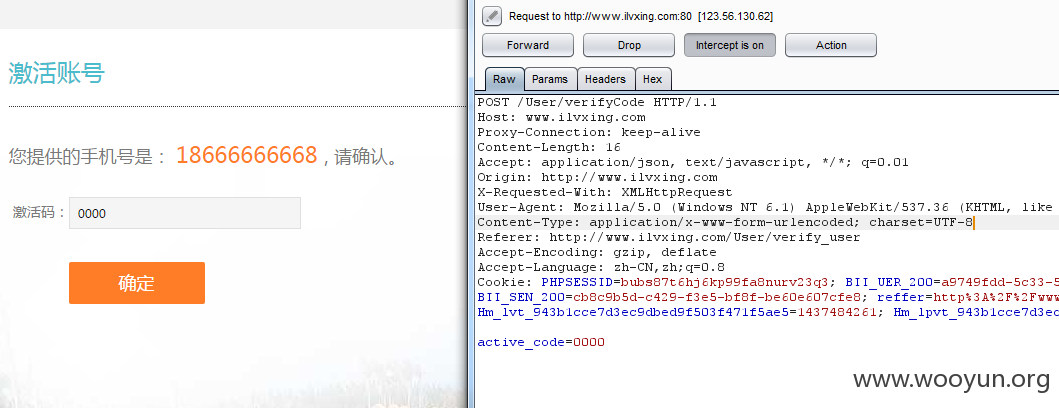 激活账号
您提供的手机号是： 18666666668，请确认。
激活码：
0000
确定
Request to http://www.ilvxing.com:80 [123.56.130.62]
Forward
Drop
Intercept is on
Action
Raw
Params
Headers
Hex
POST /User/verifyCode HTTP/1.1
Host: www.ilvxing.com
Proxy-Connection: keep-alive
Content-Length: 16
Accept: application/json, text/javascript, */*; q=0.01
Origin: http://www.ilvxing.com
X-Requested-With: XMLHttpRequest
User-Agent: Mozilla/5.0 (Windows NT 6.1) AppleWebKit/537.36 (KHTML, like
Content-Type: application/x-www-form-urlencoded; charset=UTF-8
Referer: http://www.ilvxing.com/User/verify_user
Accept-Encoding: gzip, deflate
Accept-Language: zh-CN,zh;q=0.8
Cookie: PHPSESSID=bubs87t6hj6kp99fa8nurv23q3; BII_UER_200=a9749fdd-5c33-5
BII_SEN_200=cb8c9b5d-c429-f3e5-bf8f-be60e607cfe8; reffer=http%3A%2F%2Fwww
Hm_lvt_943b1cce7d3ec9dbed9f503f471f5ae5=1437484261; Hm_lpvt_943b1cce7d3ec
active_code=0000
www.wooyun.org